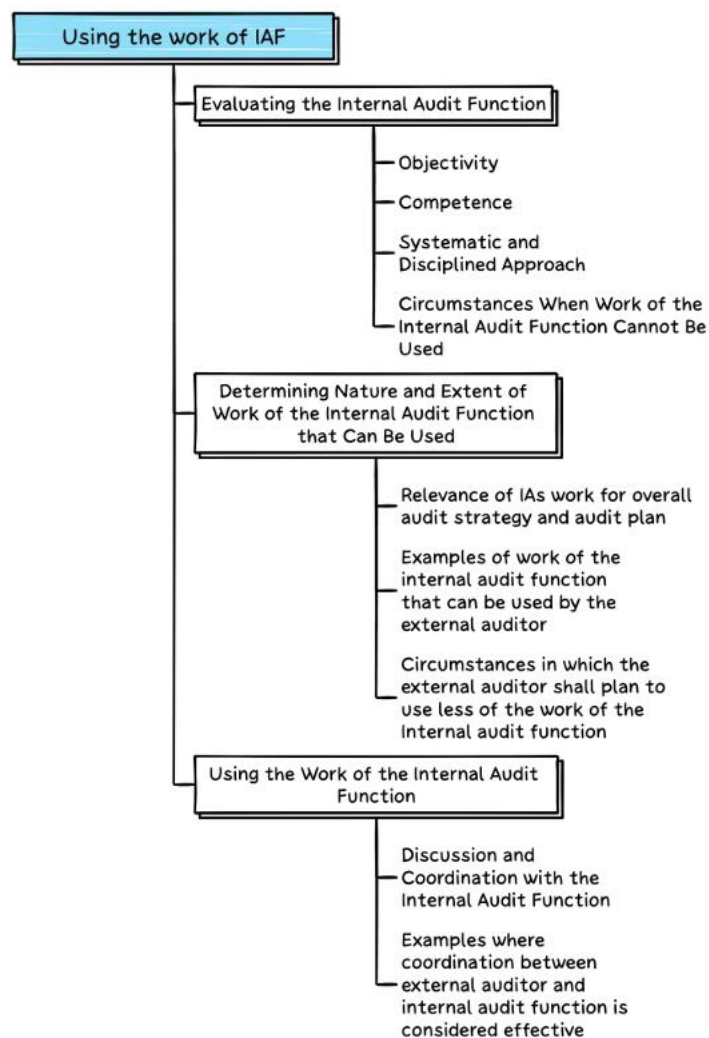 Using the work of IAF
Evaluating the Internal Audit Function
Objectivity
Competence
Systematic and
Disciplined Approach
Circumstances When Work of the
Internal Audit Function Cannot Be
Used
Determining Nature and Extent of
Work of the Internal Audit Function
that Can Be Used
Relevance of IAs work for overall
audit strategy and audit plan
Examples of work of the
internal audit function
that can be used by the
external auditor
Circumstances in which the
external auditor shall plan to
use less of the work of the
Internal audit function
Using the Work of the Internal Audit
Function
Discussion and
Coordination with the
Internal Audit Function
Examples where
coordination between
external auditor and
internal audit function is
considered effective